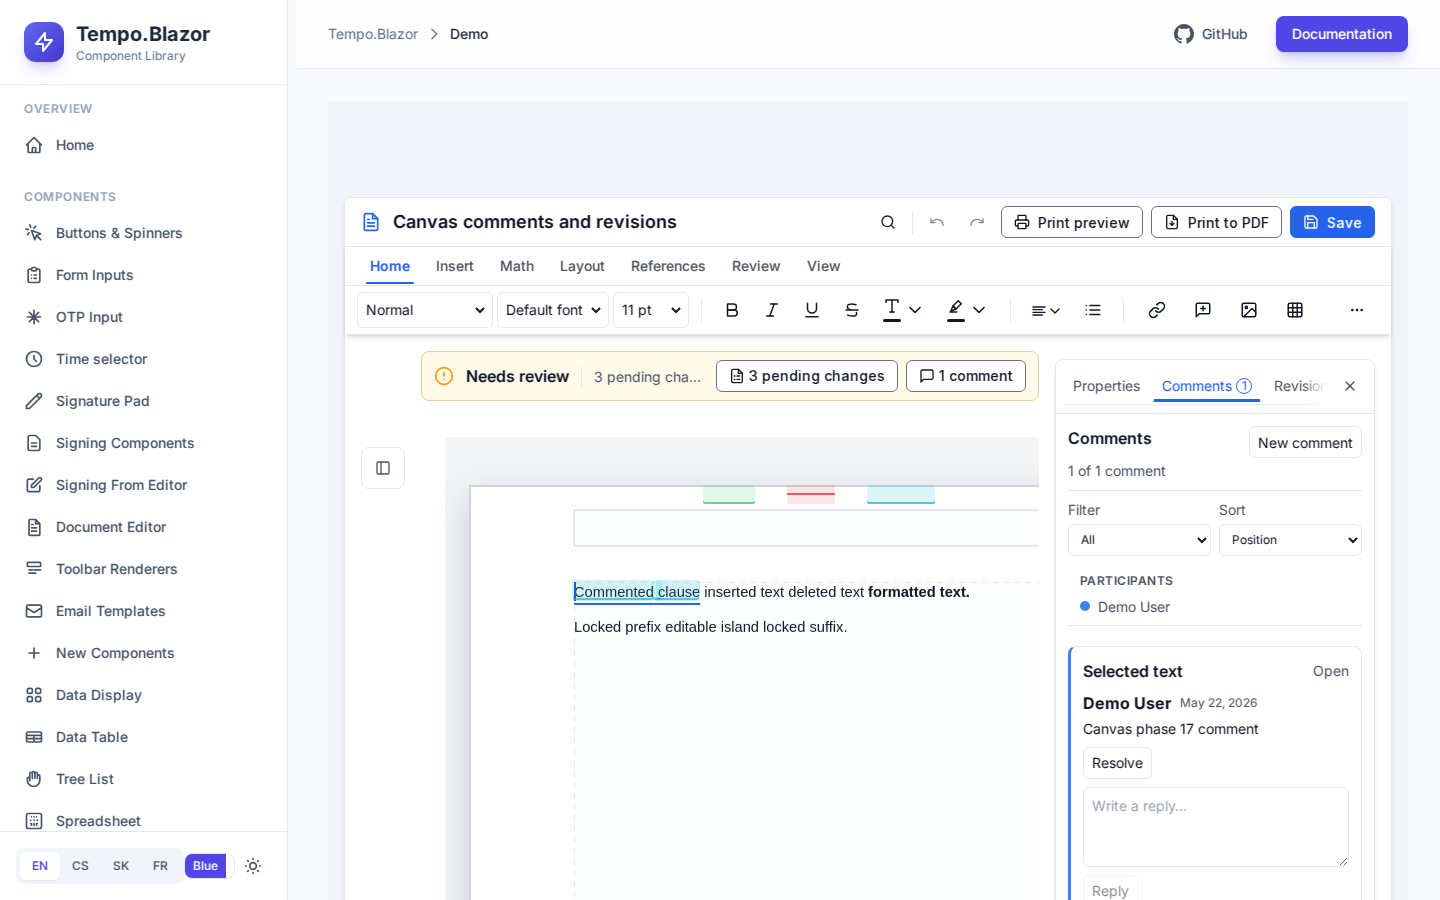 Tempo.Blazor
Component Library
OVERVIEW
Home
COMPONENTS
Buttons & Spinners
Form Inputs
OTP Input
Time selector
Signature Pad
Signing Components
Signing From Editor
Document Editor
Toolbar Renderers
Email Templates
New Components
Data Display
Data Table
Tree List
Spreadsheet
EN CS SK FR Blue
Tempo.Blazor > Demo
GitHub
Documentation
Canvas comments and revisions
Print preview
Print to PDF
Save
Home Insert Math Layout References Review View
Normal Default font 11 pt
Needs review 3 pending cha... 3 pending changes 1 comment
Commented clause inserted text deleted text formatted text.
Locked prefix editable island locked suffix.
Properties Comments 1 Revision
Comments
New comment
1 of 1 comment
Filter Sort
All Position
PARTICIPANTS
Demo User
Selected text Open
Demo User May 22, 2026
Canvas phase 17 comment
Resolve
Write a reply...
Reply